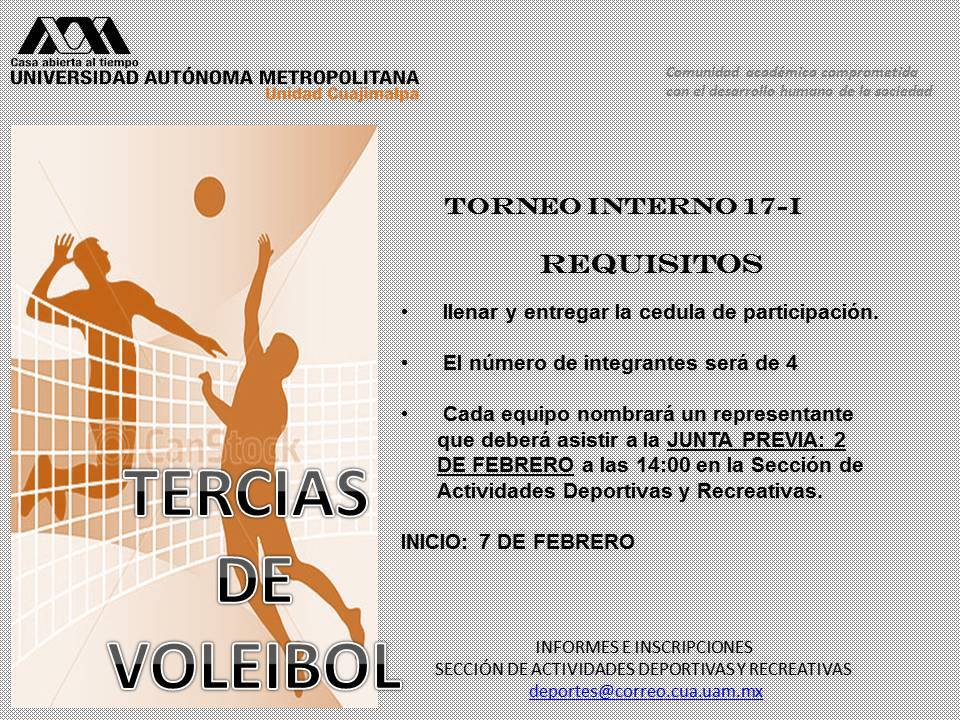 Casa abierta al tiempo
UNIVERSIDAD AUTÓNOMA METROPOLITANA
Unidad Cuajimalpa
Comunidad académica comprometida
con el desarrollo humano de la sociedad
TORNEO INTERNO 17-I
REQUISITOS
• llenar y entregar la cedula de participación.
• El número de integrantes será de 4
• Cada equipo nombrará un representante
que deberá asistir a la JUNTA PREVIA: 2
DE FEBRERO a las 14:00 en la Sección de
Actividades Deportivas y Recreativas.
INICIO: 7 DE FEBRERO
© CanStock
TERCIAS
DE
VOLEIBOL
INFORMES E INSCRIPCIONES
SECCIÓN DE ACTIVIDADES DEPORTIVAS Y RECREATIVAS
deportes@correo.cua.uam.mx